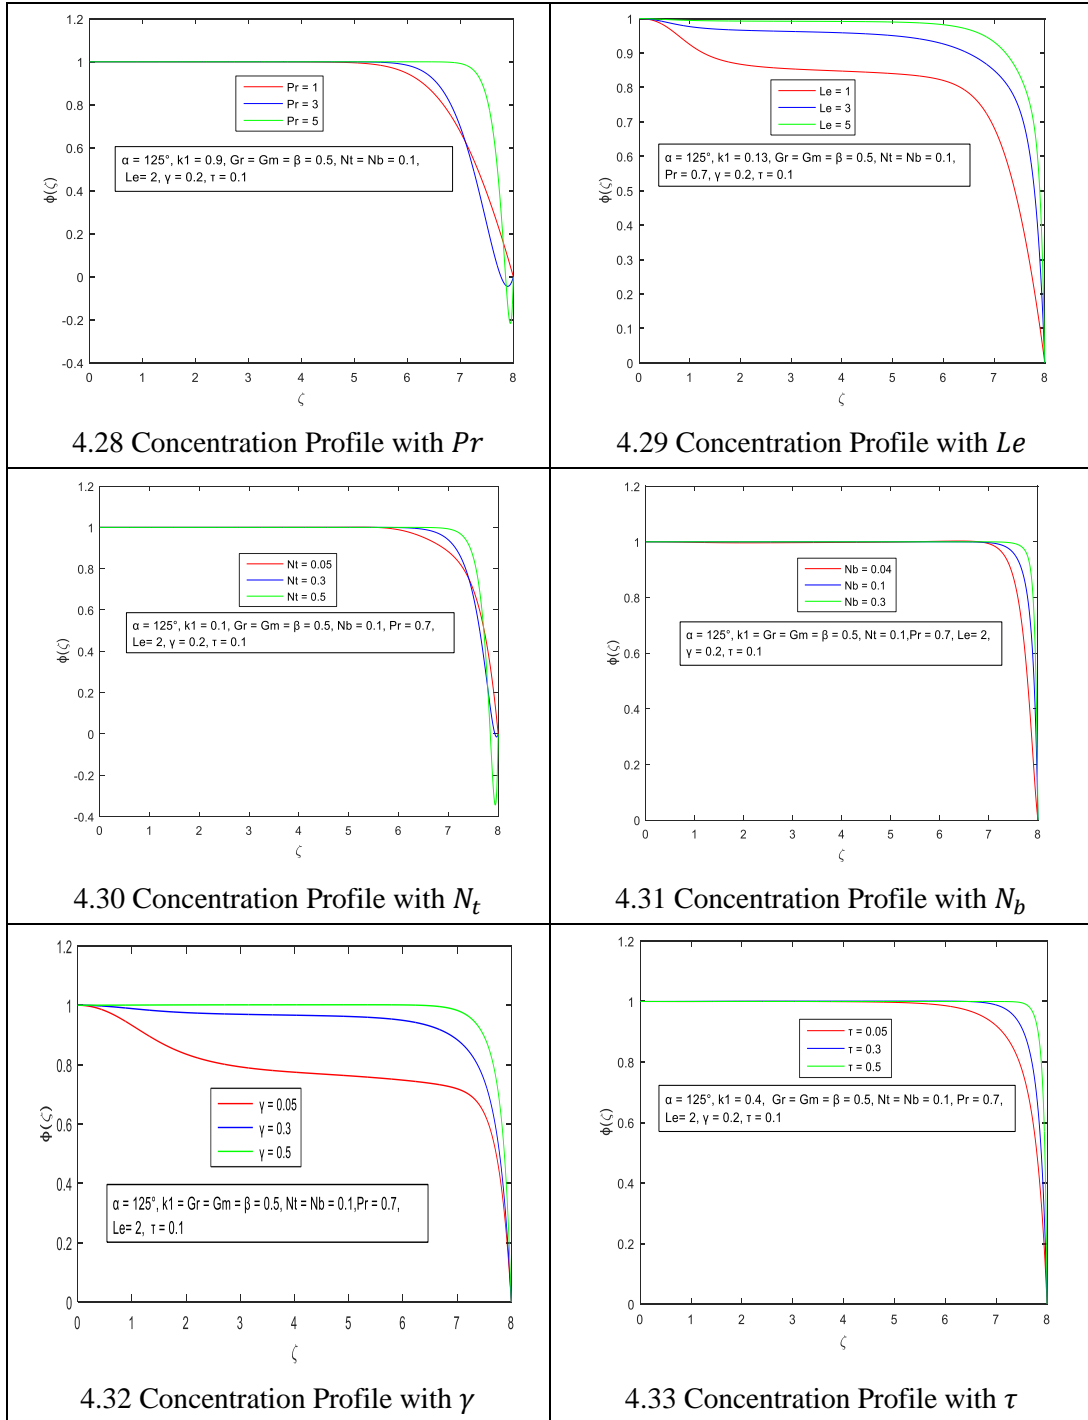 1.2
1
0.8
0.6
0.4
0.2
0
-0.2
-0.4
ϕ(ζ)
Pr = 1
Pr = 3
Pr = 5
α = 125°, k1 = 0.9, Gr = Gm = β = 0.5, Nt = Nb = 0.1,
Le= 2, γ = 0.2, τ = 0.1
0 1 2 3 4 5 6 7 8
ζ
4.28 Concentration Profile with Pr
1
0.9
0.8
0.7
0.6
0.5
0.4
0.3
0.2
0.1
0
ϕ(ζ)
Le = 1
Le = 3
Le = 5
α = 125°, k1 = 0.13, Gr = Gm = β = 0.5, Nt = Nb = 0.1,
Pr = 0.7, γ = 0.2, τ = 0.1
0 1 2 3 4 5 6 7 8
ζ
4.29 Concentration Profile with Le
1.2
1
0.8
0.6
0.4
0.2
0
-0.2
-0.4
ϕ(ζ)
Nt = 0.05
Nt = 0.3
Nt = 0.5
α = 125°, k1 = 0.1, Gr = Gm = β = 0.5, Nb = 0.1, Pr = 0.7,
Le= 2, γ = 0.2, τ = 0.1
0 1 2 3 4 5 6 7 8
ζ
4.30 Concentration Profile with Nt
1.2
1
0.8
0.6
0.4
0.2
0
ϕ(ζ)
Nb = 0.04
Nb = 0.1
Nb = 0.3
α = 125°, k1 = Gr = Gm = β = 0.5, Nt = 0.1,Pr = 0.7, Le= 2,
γ = 0.2, τ = 0.1
0 1 2 3 4 5 6 7 8
ζ
4.31 Concentration Profile with Nb
1.2
1
0.8
0.6
0.4
0.2
0
ϕ(ζ)
γ = 0.05
γ = 0.3
γ = 0.5
α = 125°, k1 = Gr = Gm = β = 0.5, Nt = Nb = 0.1,Pr = 0.7,
Le= 2, τ = 0.1
0 1 2 3 4 5 6 7 8
ζ
4.32 Concentration Profile with γ
1.2
1
0.8
0.6
0.4
0.2
0
ϕ(ζ)
τ = 0.05
τ = 0.3
τ = 0.5
α = 125°, k1 = 0.4, Gr = Gm = β = 0.5, Nt = Nb = 0.1, Pr = 0.7,
Le= 2, γ = 0.2, τ = 0.1
0 1 2 3 4 5 6 7 8
ζ
4.33 Concentration Profile with τ